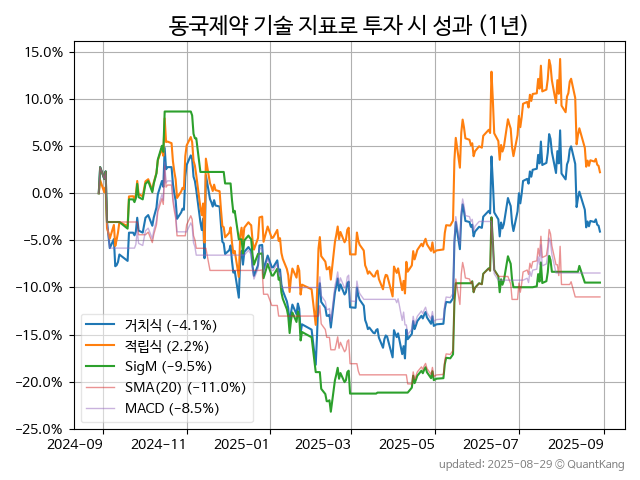 동국제약 기술 지표로 투자 시 성과 (1년)
15.0%
10.0%
5.0%
0.0%
−5.0%
−10.0%
−15.0%
−20.0%
−25.0%
거치식 (−4.1%)
적립식 (2.2%)
SigM (−9.5%)
SMA(20) (−11.0%)
MACD (−8.5%)
2024-09 2024-11 2025-01 2025-03 2025-05 2025-07 2025-09
updated: 2025-08-29 © QuantKang